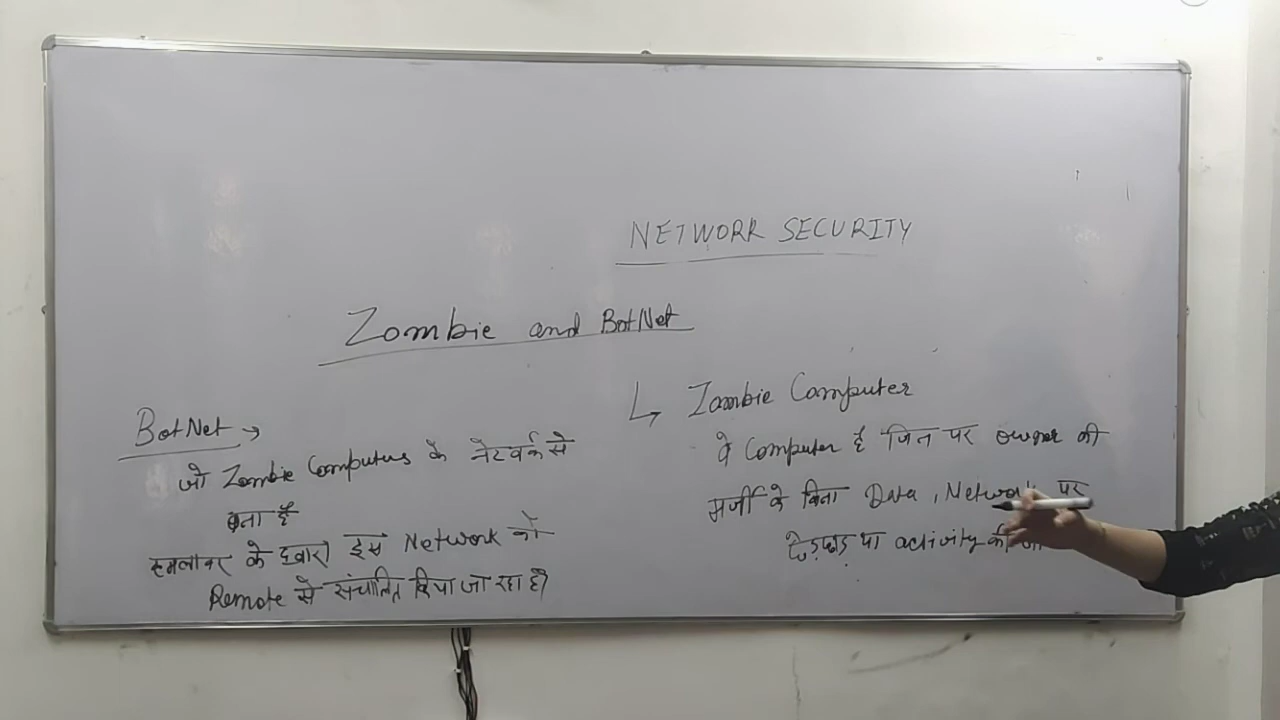 NETWORK SECURITY
Zombie and BotNet
BotNet →
जो Zombie Computers के नेटवर्क से
बना है
हमलावर के द्वारा इस Network को
Remote से संचालित किया जा रहा हो
↳ Zombie Computer
वे Computer है जिन पर owner की
मर्जी के बिना Data, Network पर
या activity की